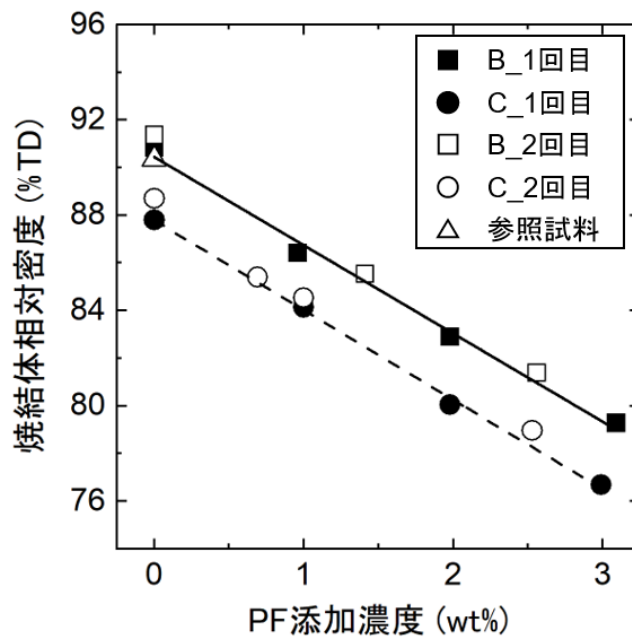 96
92
88
84
80
76
焼結体相対密度 (%TD)
B_1回目
C_1回目
B_2回目
C_2回目
参照試料
0
1
2
3
PF添加濃度 (wt%)